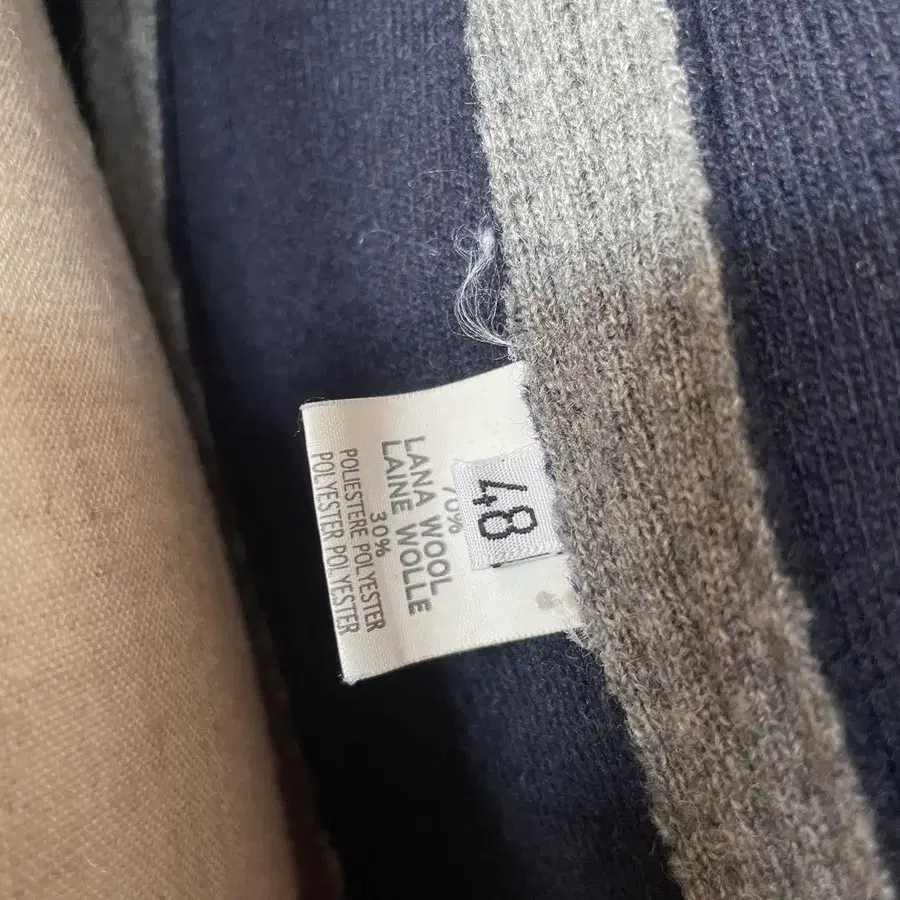 48
70%
LANA WOOL
LAINE WOLLE
30%
POLIESTERE POLYESTER
POLYESTER POLYESTER